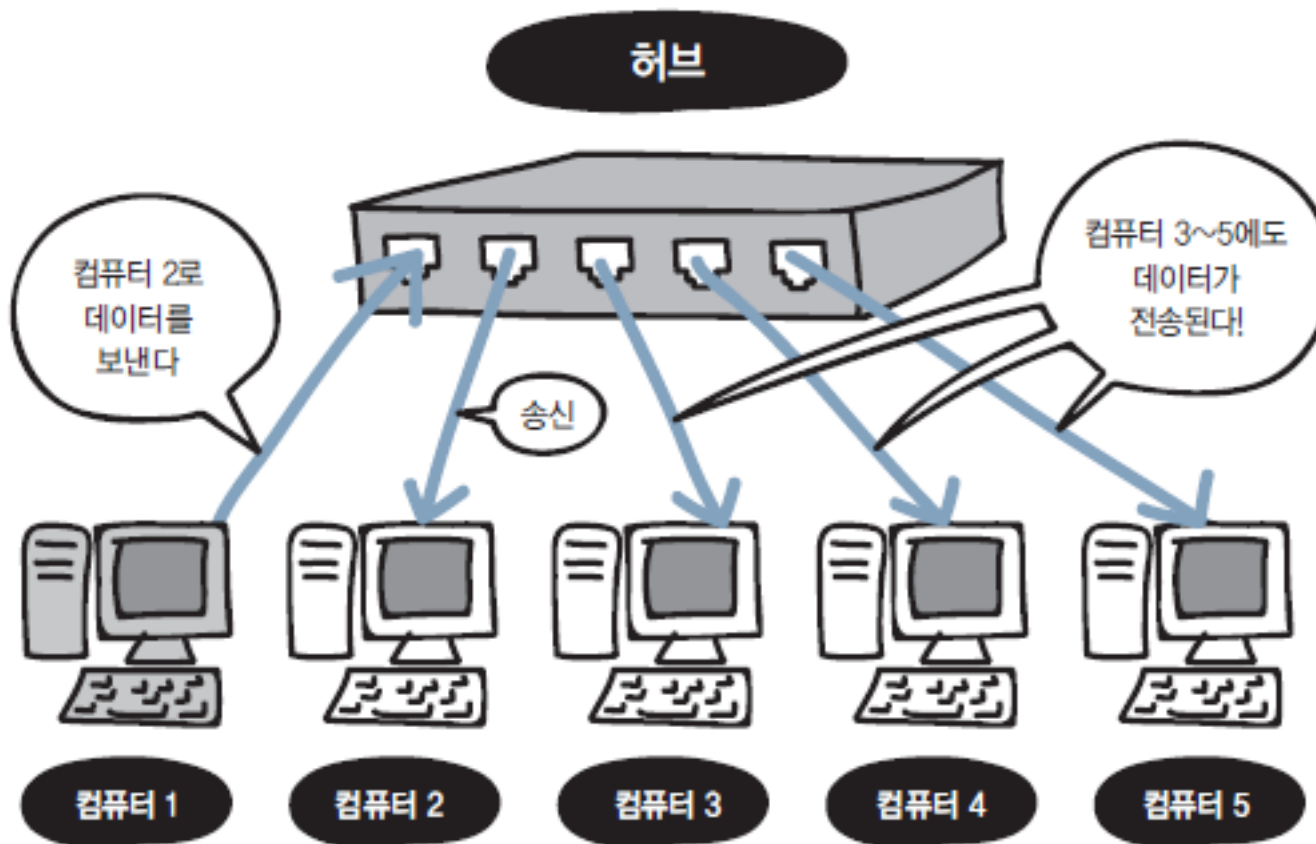 허브
컴퓨터 2로
데이터를
보낸다
송신
컴퓨터 3~5에도
데이터가
전송된다!
컴퓨터 1
컴퓨터 2
컴퓨터 3
컴퓨터 4
컴퓨터 5